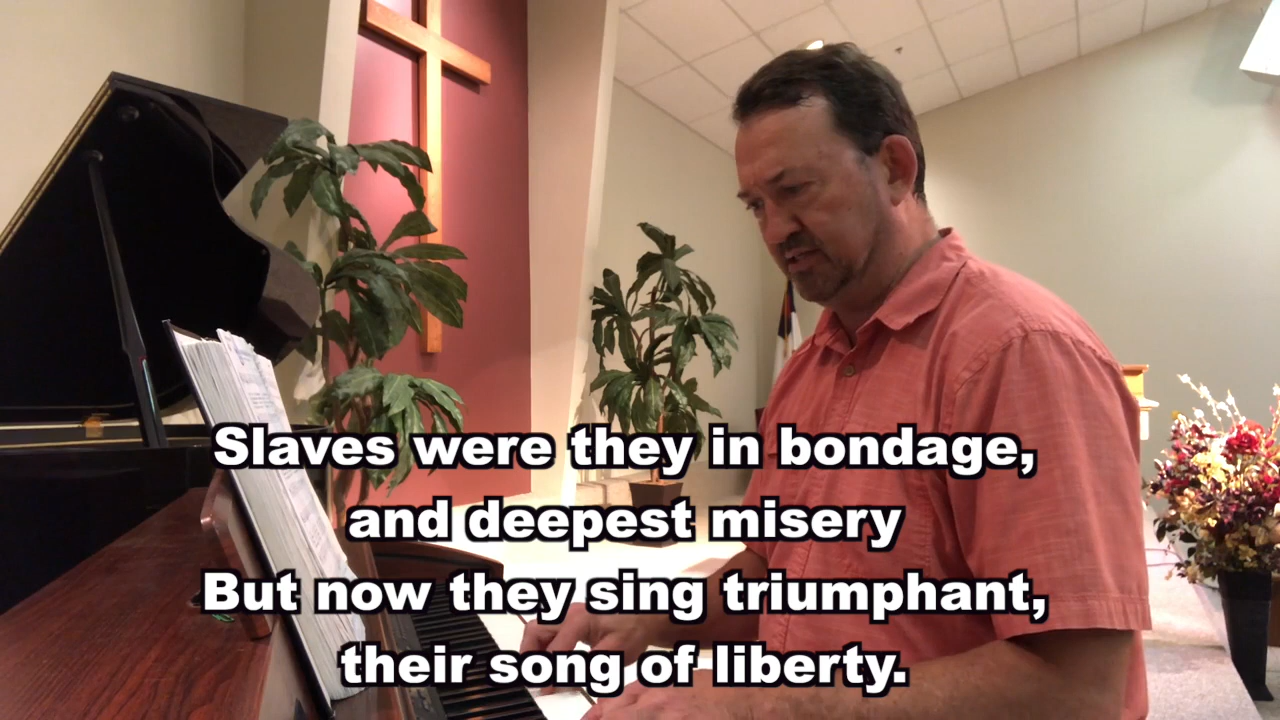 Slaves were they in bondage,
and deepest misery
But now they sing triumphant,
their song of liberty.